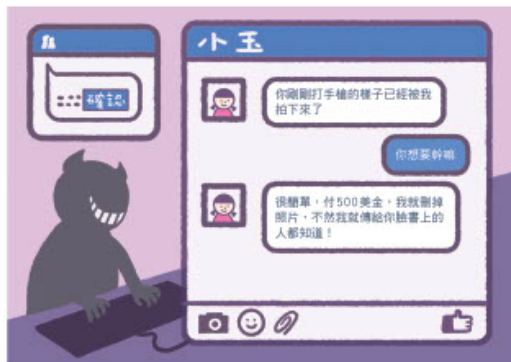 小玉
確認
你剛剛打手槍的樣子已經被我
拍下來了
你想要幹嘛
很簡單，付500美金，我就刪掉
照片，不然我就傳給你臉書上的
人都知道！